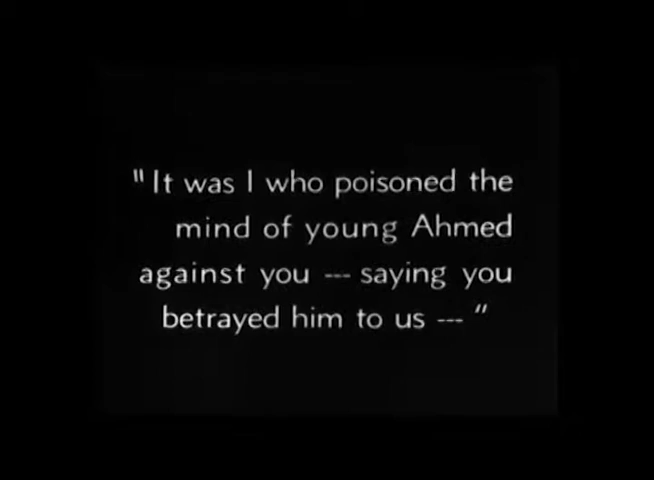 "It was I who poisoned the
mind of young Ahmed
against you --- saying you
betrayed him to us --- "